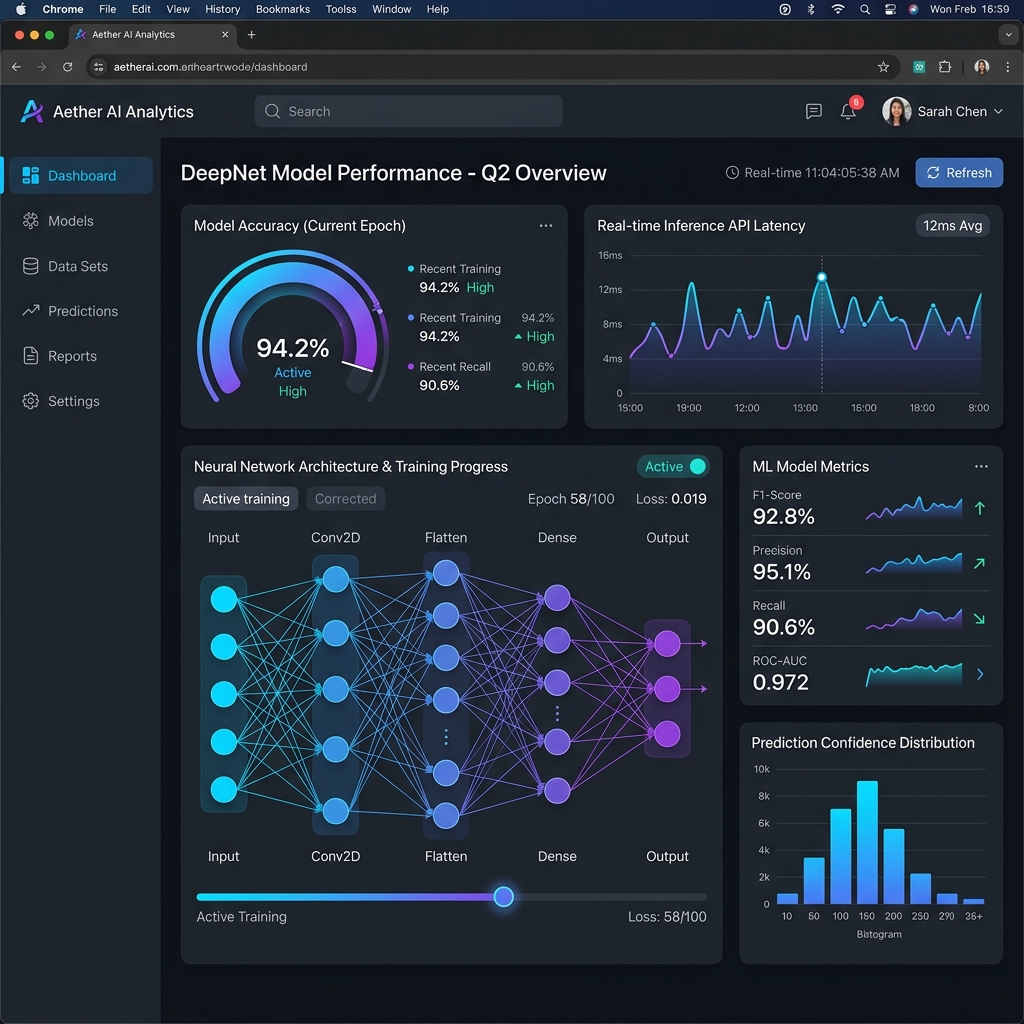 Chrome File Edit View History Bookmarks Toolss Window Help Won Freb 16:59
Aether AI Analytics
Aether AI Analytics
Search
8
Sarah Chen
Dashboard
Models
Data Sets
Predictions
Reports
Settings
DeepNet Model Performance - Q2 Overview
Real-time 11:04:05:38 AM
Refresh
Model Accuracy (Current Epoch)
94.2%
Active
High
Recent Training
94.2% High
Recent Training 94.2%
94.2% High
Recent Recall 90.6%
90.6% High
Real-time Inference API Latency
12ms Avg
16ms
12ms
8ms
4ms
0
15:00 19:00 12:00 13:00 16:00 18:00 9:00
Neural Network Architecture & Training Progress
Active
Active training Corrected
Epoch 58/100 Loss: 0.019
Input Conv2D Flatten Dense Output
Input Conv2D Flatten Dense Output
Active Training Loss: 58/100
ML Model Metrics
F1-Score
92.8%
Precision
95.1%
Recall
90.6%
ROC-AUC
0.972
Prediction Confidence Distribution
10k
8k
6k
4k
2k
0
10 50 100 150 200 250 290 26+